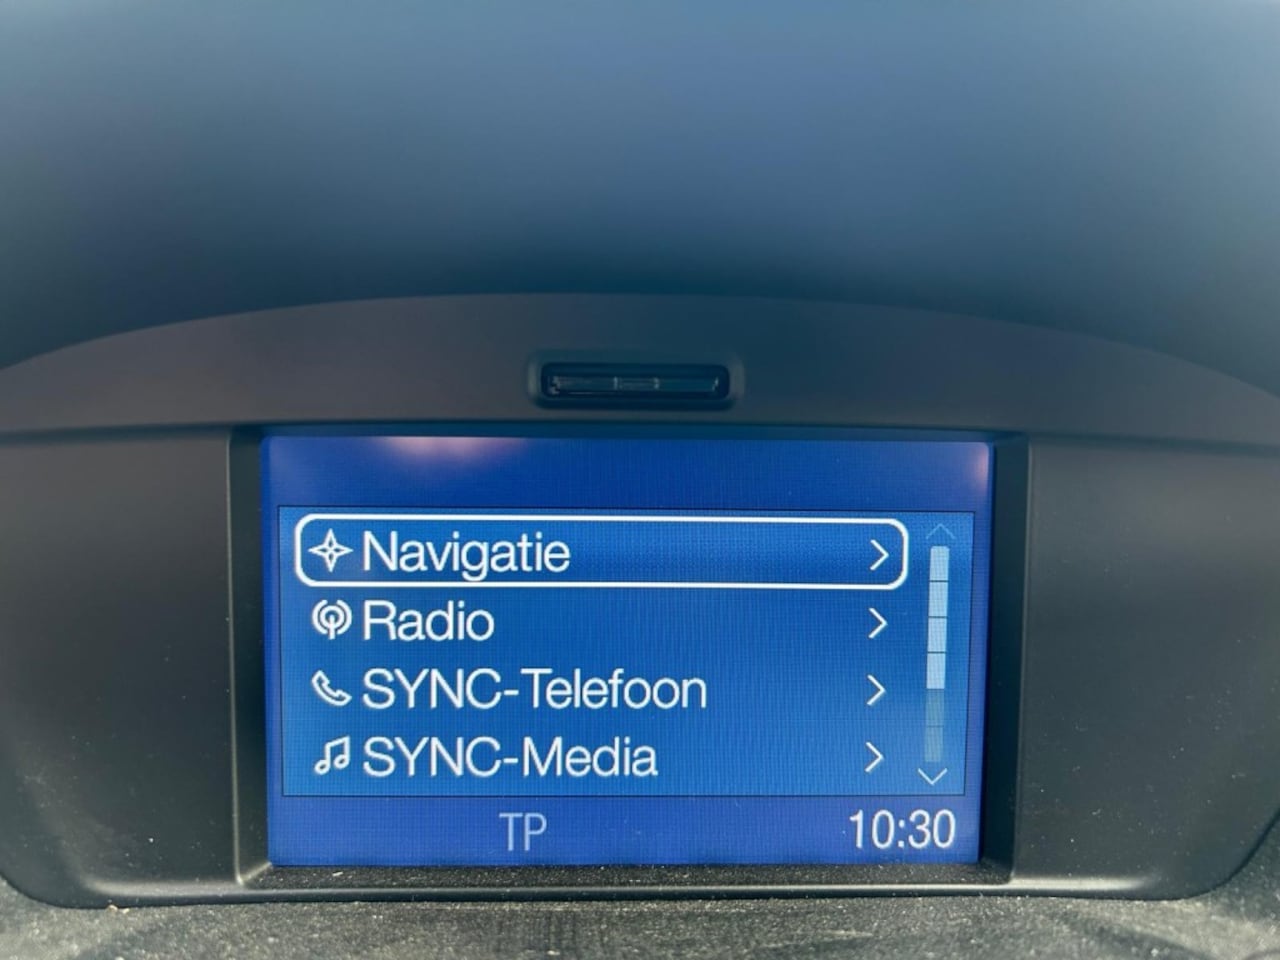 Navigatie
Radio
SYNC-Telefoon
SYNC-Media
TP 10:30